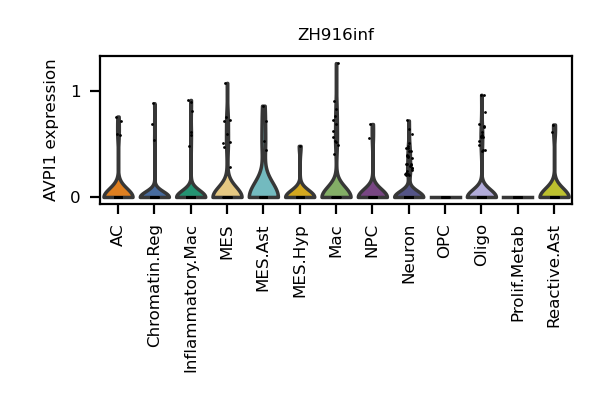 ZH916inf
AVPI1 expression
1
0
AC
Chromatin.Reg
Inflammatory.Mac
MES
MES.Ast
MES.Hyp
Mac
NPC
Neuron
OPC
Oligo
Prolif.Metab
Reactive.Ast